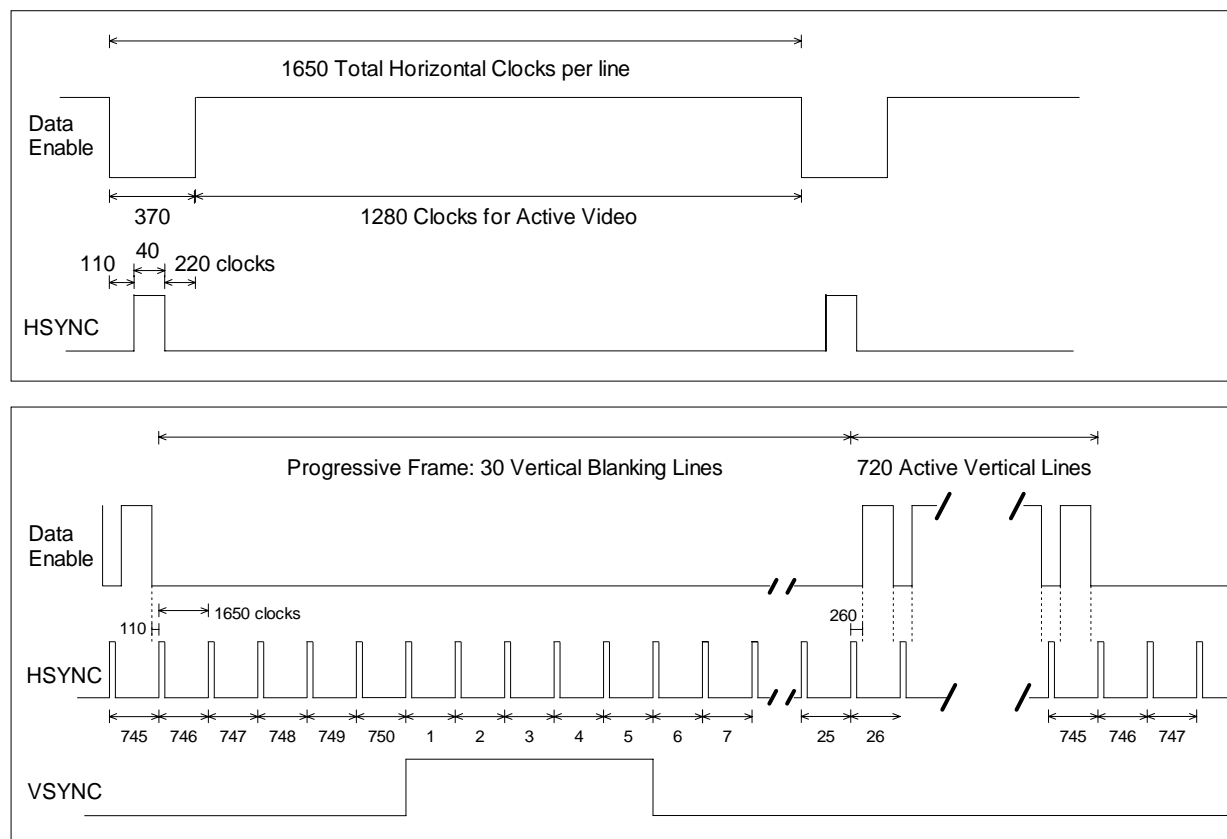 1650 Total Horizontal Clocks per line
Data
Enable
370
1280 Clocks for Active Video
40
110
220 clocks
HSYNC
Progressive Frame: 30 Vertical Blanking Lines
720 Active Vertical Lines
Data
Enable
1650 clocks
110
260
HSYNC
745 746 747 748 749 750 1 2 3 4 5 6 7 25 26 745 746 747
VSYNC